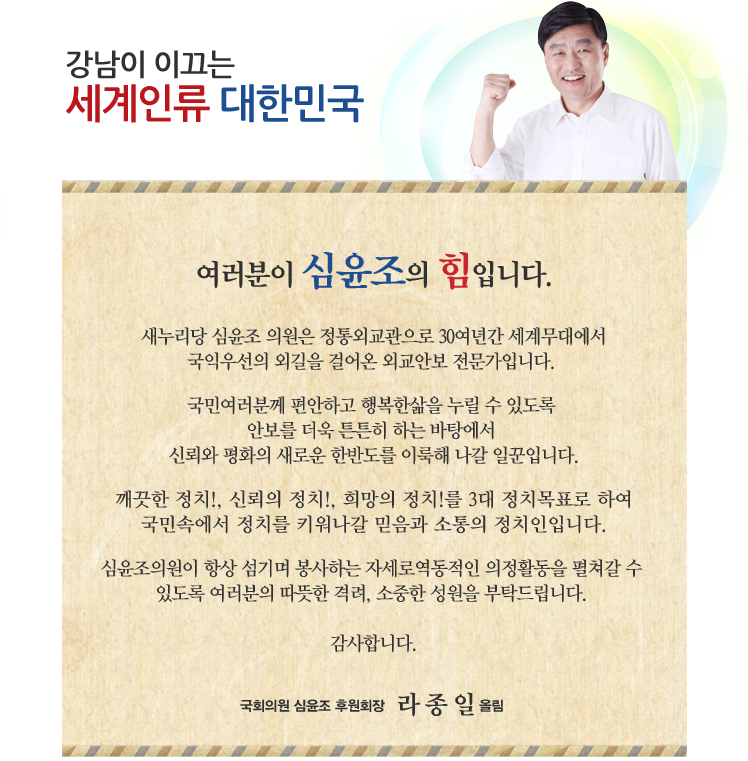 강남이 이끄는
세계인류 대한민국
여러분이 심윤조의 힘입니다.
새누리당 심윤조 의원은 정통외교관으로 30여년간 세계무대에서
국익우선의 외길을 걸어온 외교안보 전문가입니다.
국민여러분께 편안하고 행복한삶을 누릴 수 있도록
안보를 더욱 튼튼히 하는 바탕에서
신뢰와 평화의 새로운 한반도를 이룩해 나갈 일꾼입니다.
깨끗한 정치!, 신뢰의 정치!, 희망의 정치!를 3대 정치목표로 하여
국민속에서 정치를 키워나갈 믿음과 소통의 정치인입니다.
심윤조의원이 항상 섬기며 봉사하는 자세로역동적인 의정활동을 펼쳐갈 수
있도록 여러분의 따뜻한 격려, 소중한 성원을 부탁드립니다.
감사합니다.
국회의원 심윤조 후원회장 라종일 올림